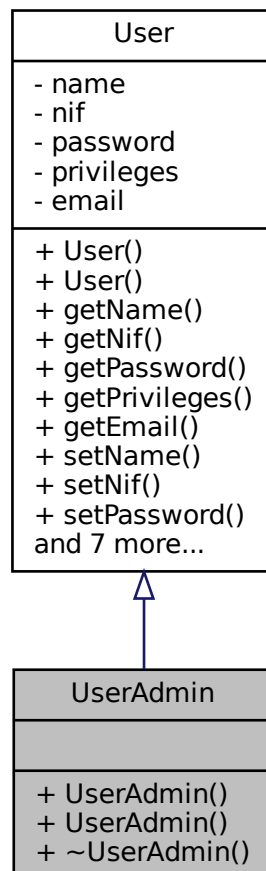 User
- name
- nif
- password
- privileges
- email
+ User()
+ User()
+ getName()
+ getNif()
+ getPassword()
+ getPrivileges()
+ getEmail()
+ setName()
+ setNif()
+ setPassword()
and 7 more...
UserAdmin
+ UserAdmin()
+ UserAdmin()
+ ~UserAdmin()